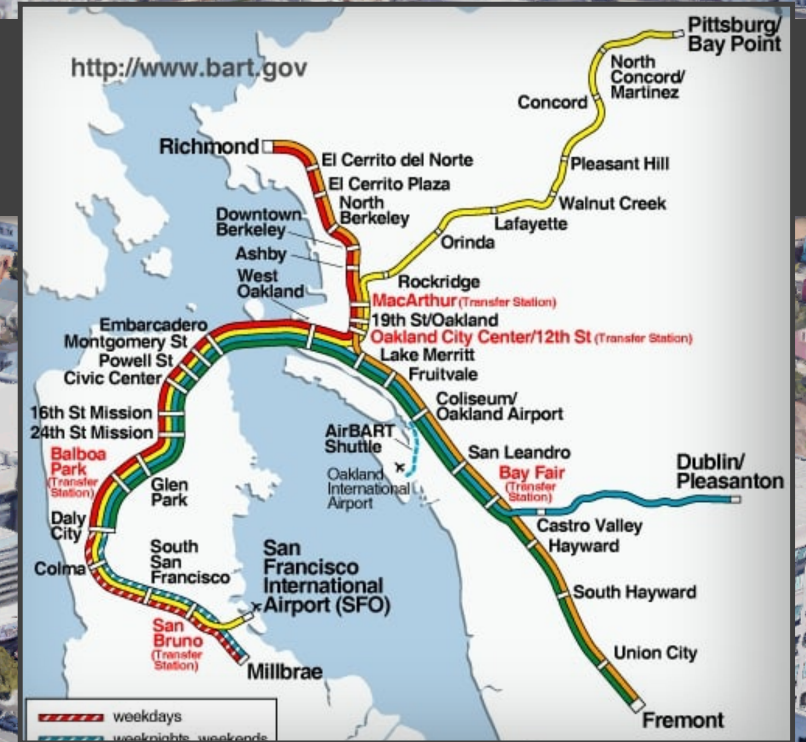 http://www.bart.gov
Pittsburg/
Bay Point
North
Concord/
Martinez
Concord
Richmond
El Cerrito del Norte
Pleasant Hill
El Cerrito Plaza
North
Berkeley
Walnut Creek
Downtown
Berkeley
Lafayette
Orinda
Ashby
West
Oakland
Rockridge
MacArthur (Transfer Station)
19th St/Oakland
Oakland City Center/12th St (Transfer Station)
Embarcadero
Montgomery St
Powell St
Civic Center
Lake Merritt
Fruitvale
Coliseum/
Oakland Airport
16th St Mission
24th St Mission
AirBART
Shuttle
Oakland
International
Airport
San Leandro
Bay Fair
(Transfer
Station)
Dublin/
Pleasanton
Balboa
Park
(Transfer
Station)
Glen
Park
Castro Valley
Hayward
Daly
City
Colma
South
San
Francisco
San
Francisco
International
Airport (SFO)
South Hayward
San
Bruno
(Transfer
Station)
Millbrae
Union City
Fremont
weekdays
weeknights, weekends